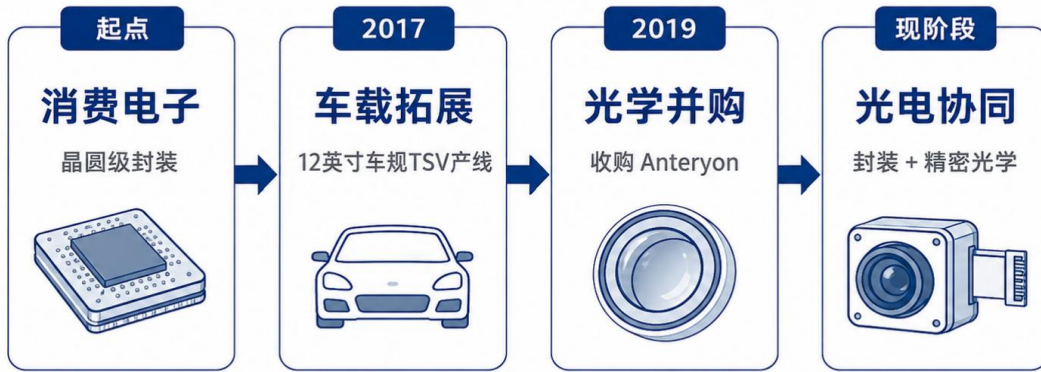 起点
消费电子
晶圆级封装
2017
车载拓展
12英寸车规TSV产线
2019
光学并购
收购 Anteryon
现阶段
光电协同
封装 + 精密光学